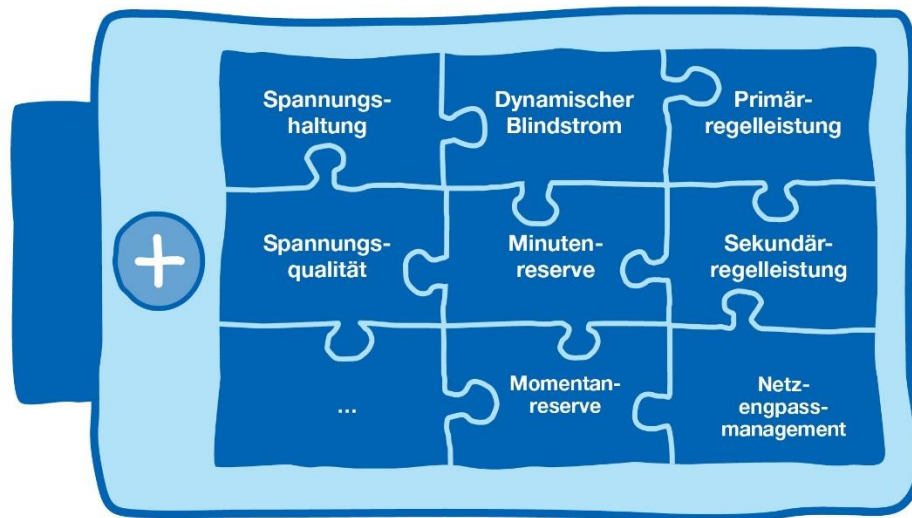 Spannungs-
haltung
Dynamischer
Blindstrom
Primär-
regelleistung
Spannungs-
qualität
Minuten-
reserve
Sekundär-
regelleistung
...
Momentan-
reserve
Netz-
engpass-
management